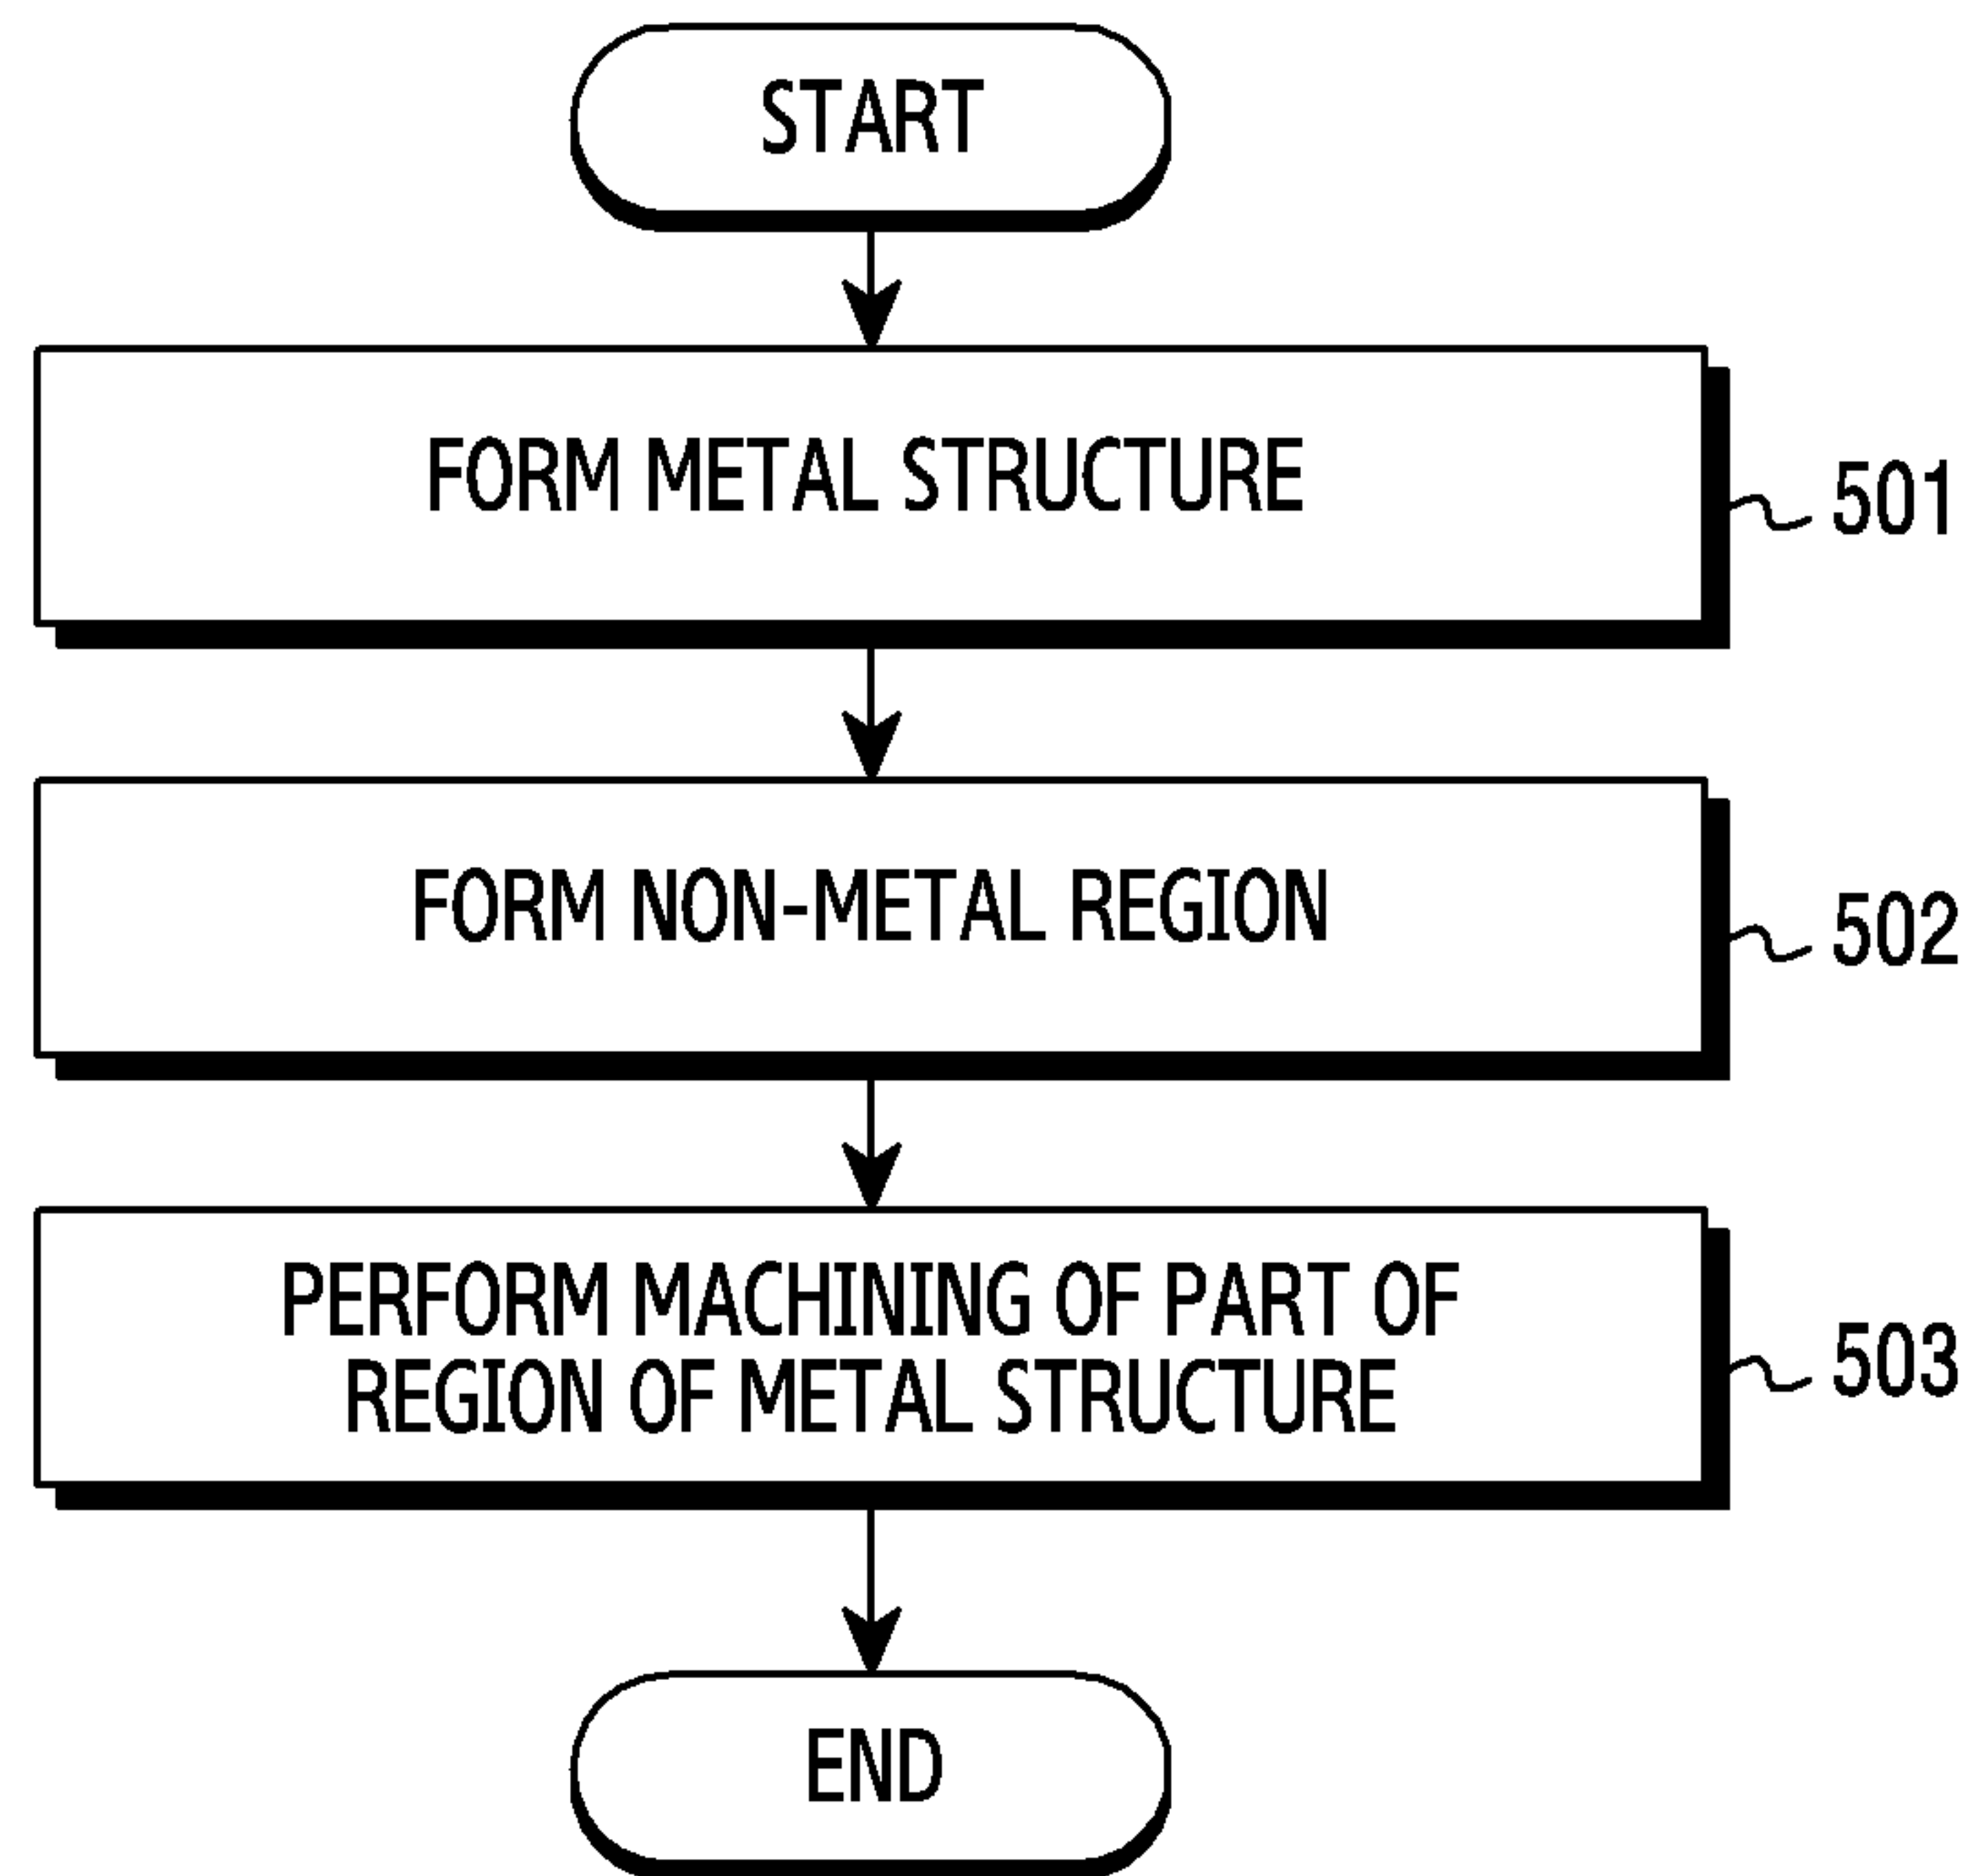 START
FORM METAL STRUCTURE
501
FORM NON-METAL REGION
502
PERFORM MACHINING OF PART OF
REGION OF METAL STRUCTURE
503
END